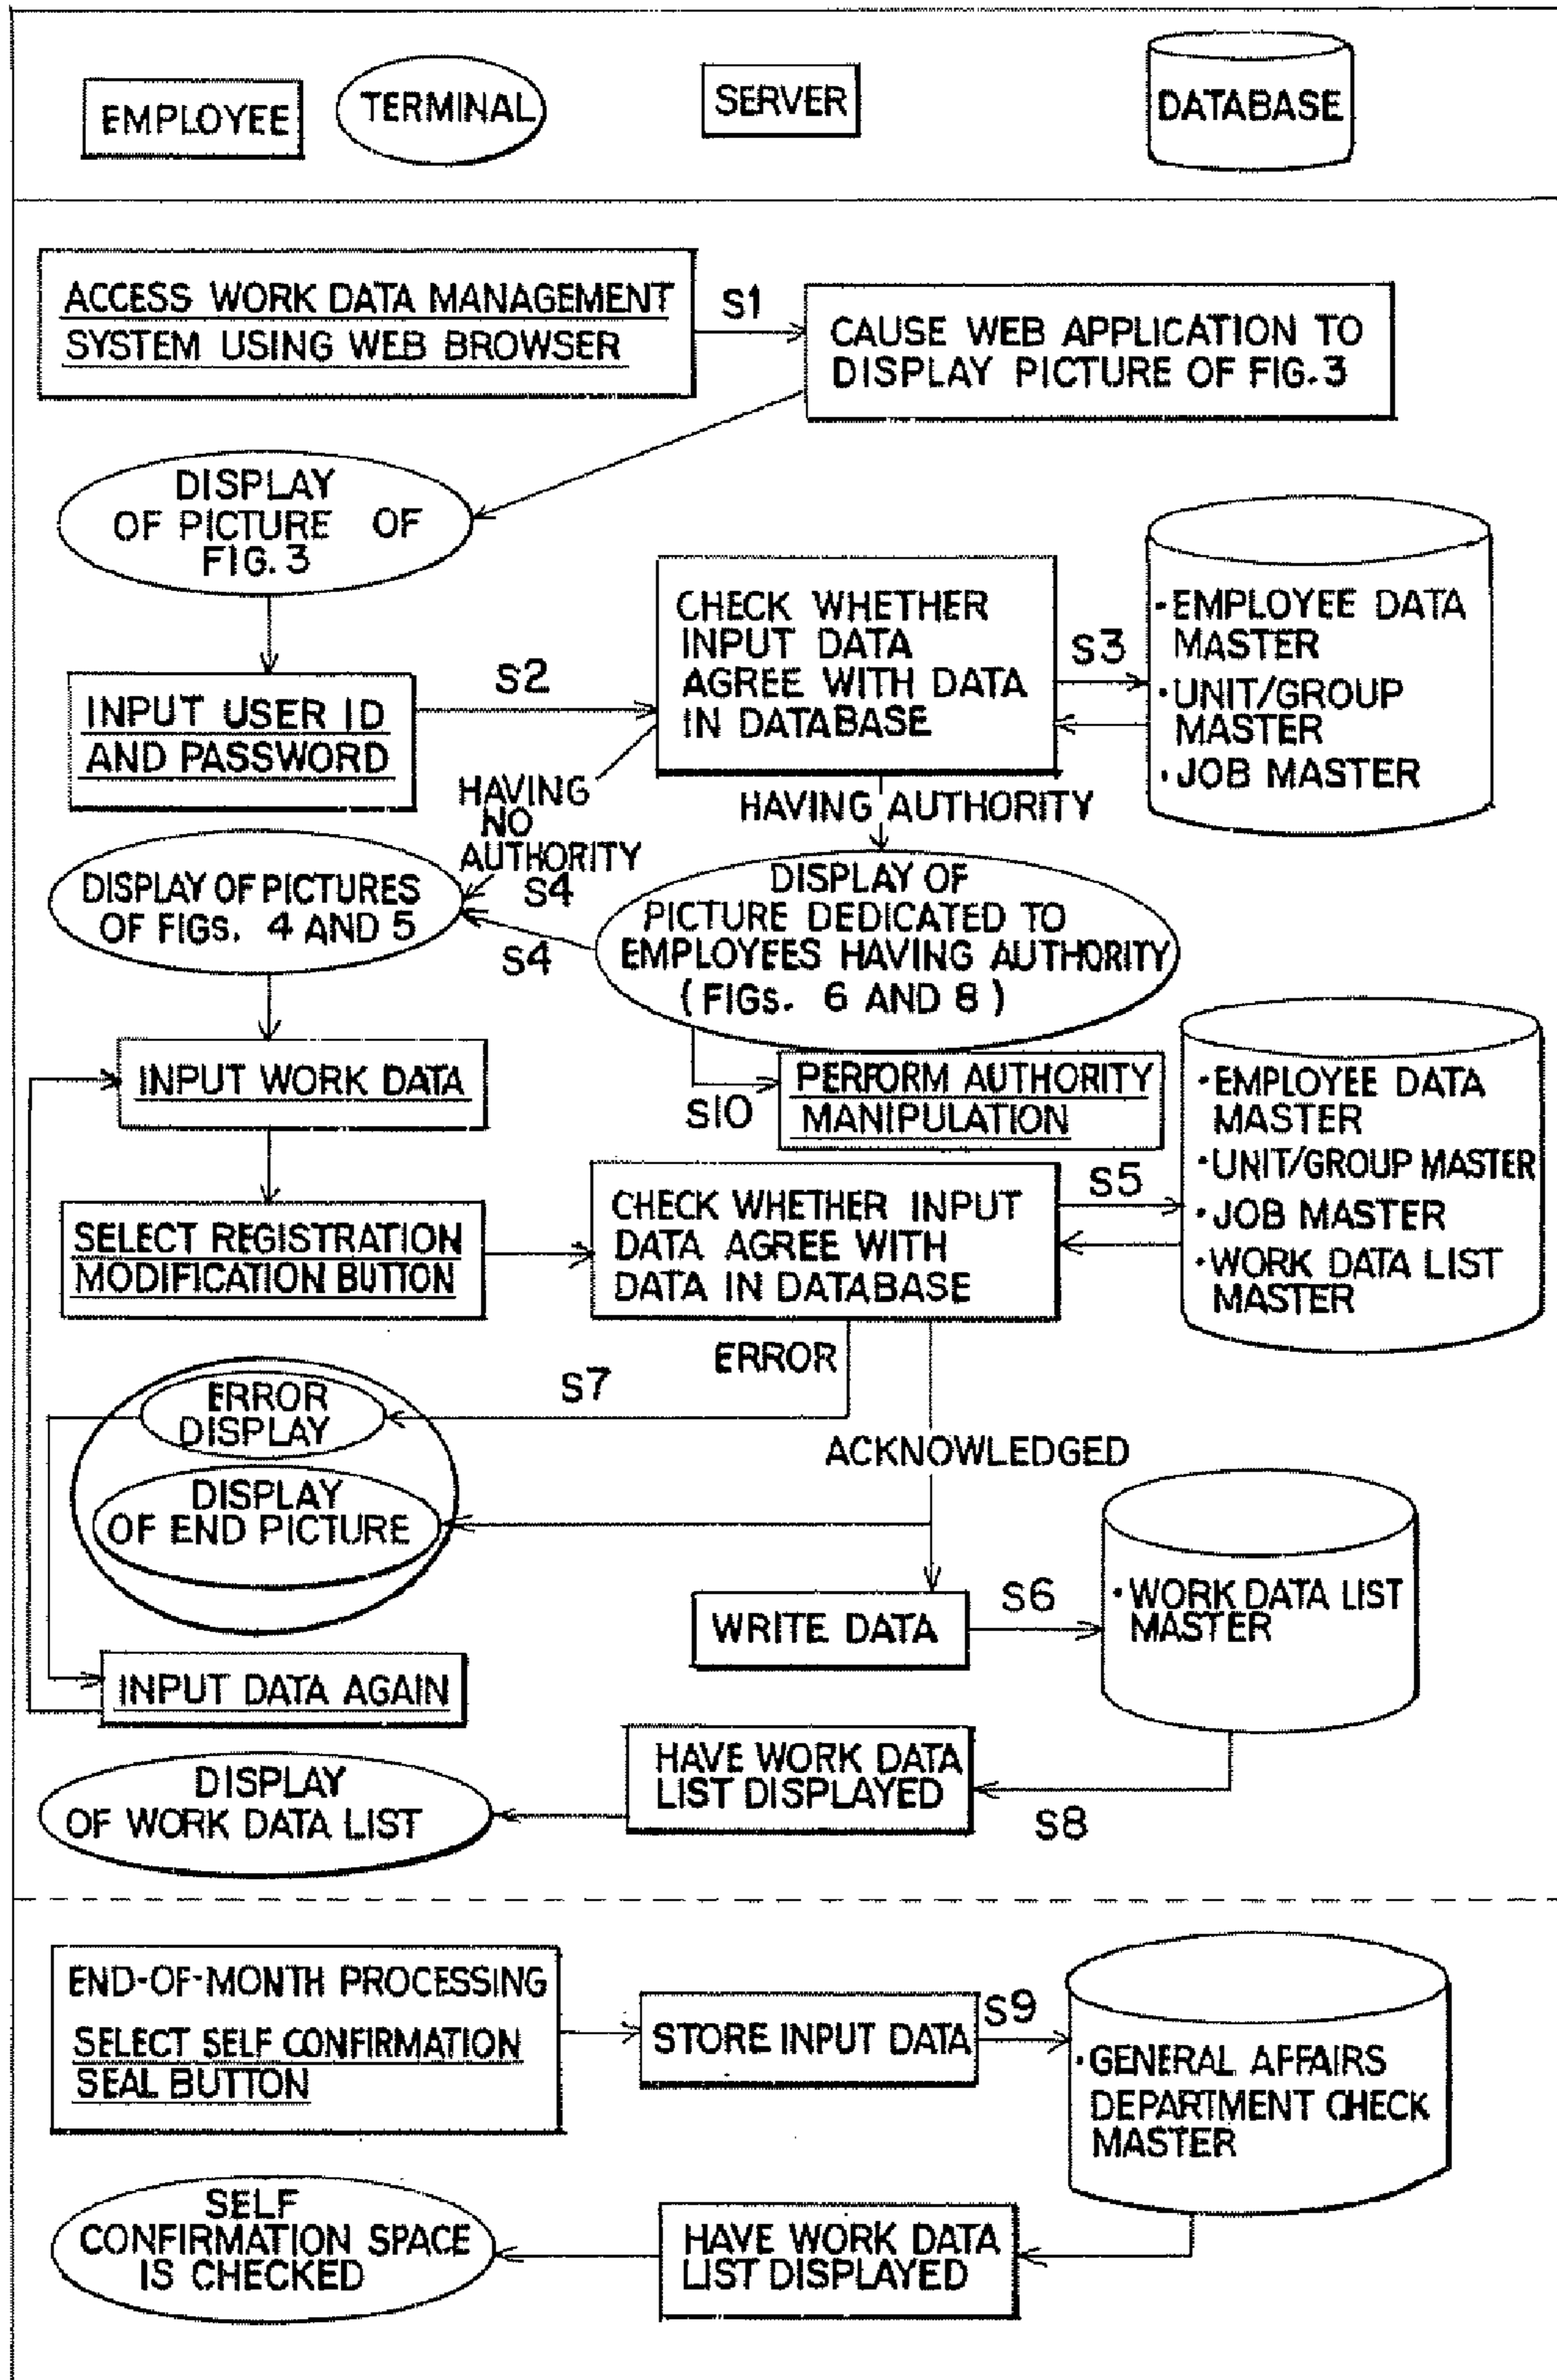 EMPLOYEE
TERMINAL
SERVER
DATABASE
ACCESS WORK DATA MANAGEMENT
SYSTEM USING WEB BROWSER
S1
CAUSE WEB APPLICATION TO
DISPLAY PICTURE OF FIG.3
DISPLAY
OF PICTURE OF
FIG.3
CHECK WHETHER
INPUT DATA
AGREE WITH DATA
IN DATABASE
S3
·EMPLOYEE DATA
MASTER
·UNIT/GROUP
MASTER
·JOB MASTER
S2
INPUT USER ID
AND PASSWORD
HAVING
NO
AUTHORITY
S4
HAVING AUTHORITY
DISPLAY OF PICTURES
OF FIGs. 4 AND 5
S4
DISPLAY OF
PICTURE DEDICATED TO
EMPLOYEES HAVING AUTHORITY
(FIGs. 6 AND 8)
INPUT WORK DATA
S10
PERFORM AUTHORITY
MANIPULATION
·EMPLOYEE DATA
MASTER
·UNIT/GROUP MASTER
·JOB MASTER
·WORK DATA LIST
MASTER
SELECT REGISTRATION
MODIFICATION BUTTON
CHECK WHETHER INPUT
DATA AGREE WITH
DATA IN DATABASE
S5
ERROR
S7
ERROR
DISPLAY
ACKNOWLEDGED
DISPLAY
OF END PICTURE
WRITE DATA
S6
·WORK DATA LIST
MASTER
INPUT DATA AGAIN
HAVE WORK DATA
LIST DISPLAYED
S8
DISPLAY
OF WORK DATA LIST
END-OF-MONTH PROCESSING
SELECT SELF CONFIRMATION
SEAL BUTTON
STORE INPUT DATA
S9
·GENERAL AFFAIRS
DEPARTMENT CHECK
MASTER
SELF
CONFIRMATION SPACE
IS CHECKED
HAVE WORK DATA
LIST DISPLAYED